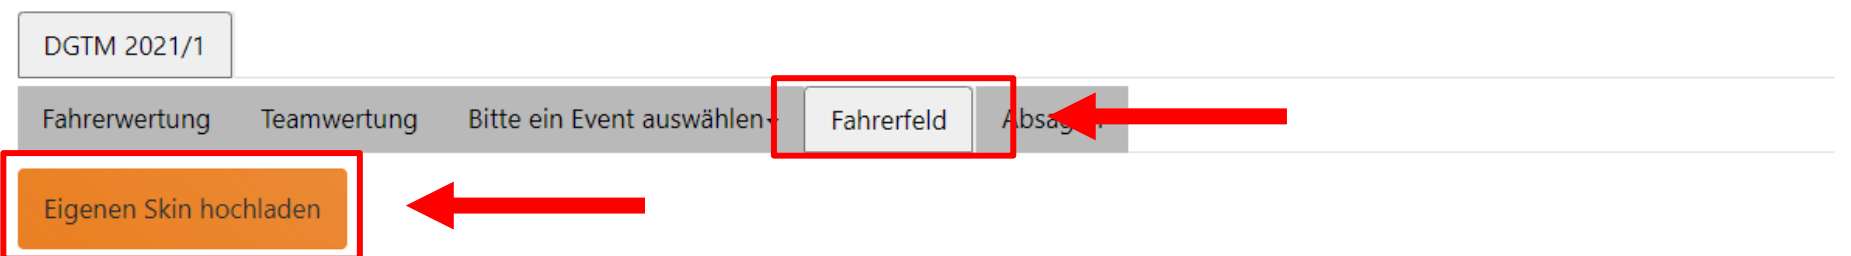 DGTM 2021/1
Fahrerwertung Teamwertung Bitte ein Event auswählen Fahrerfeld
Eigenen Skin hochladen